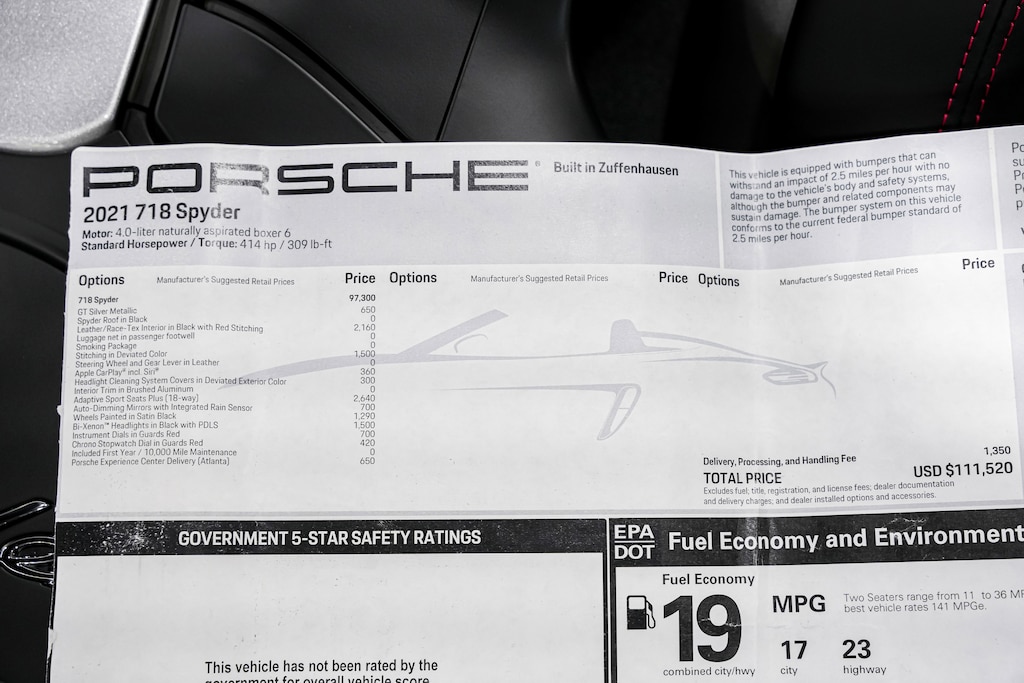 PORSCHE® Built in Zuffenhausen
2021 718 Spyder
Motor: 4.0-liter naturally aspirated boxer 6
Standard Horsepower / Torque: 414 hp / 309 lb-ft
This vehicle is equipped with bumpers that can
withstand an impact of 2.5 miles per hour with no
damage to the vehicle's body and safety systems,
although the bumper and related components may
sustain damage. The bumper system on this vehicle
conforms to the current federal bumper standard of
2.5 miles per hour.
Options Manufacturer's Suggested Retail Prices Price Options Manufacturer's Suggested Retail Prices Price Options Manufacturer's Suggested Retail Prices Price
718 Spyder 97,300
GT Silver Metallic 650
Spyder Roof in Black 0
Leather/Race-Tex Interior in Black with Red Stitching 2,160
Luggage net in passenger footwell 0
Smoking Package 0
Stitching in Deviated Color 1,500
Steering Wheel and Gear Lever in Leather 0
Apple CarPlay® incl. Siri® 360
Headlight Cleaning System Covers in Deviated Exterior Color 300
Interior Trim in Brushed Aluminum 0
Adaptive Sport Seats Plus (18-way) 2,640
Auto-Dimming Mirrors with Integrated Rain Sensor 700
Wheels Painted in Satin Black 1,290
Bi-Xenon™ Headlights in Black with PDLS 1,500
Instrument Dials in Guards Red 700
Chrono Stopwatch Dial in Guards Red 420
Included First Year / 10,000 Mile Maintenance 0
Porsche Experience Center Delivery (Atlanta) 650
Delivery, Processing, and Handling Fee 1,350
TOTAL PRICE USD $111,520
Excludes fuel, title, registration, and license fees; dealer documentation
and delivery charges; and dealer installed options and accessories.
GOVERNMENT 5-STAR SAFETY RATINGS
This vehicle has not been rated by the
government for overall vehicle score
EPA
DOT
Fuel Economy and Environment
Fuel Economy
19 MPG
combined city/hwy
17
city
23
highway
Two Seaters range from 11 to 36 MP
best vehicle rates 141 MPGe.